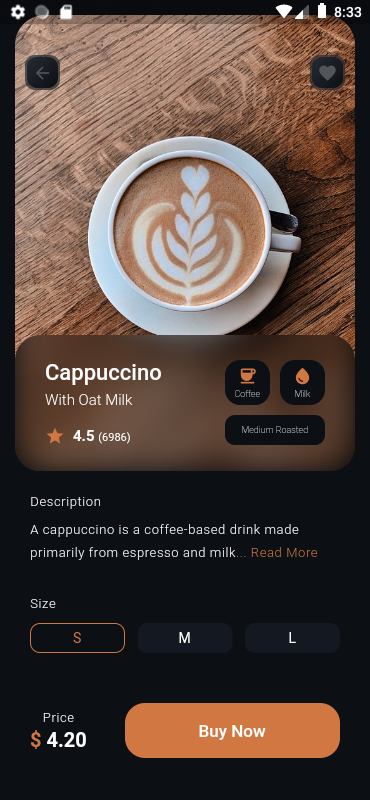 8:33
Cappuccino
With Oat Milk
Coffee
Milk
4.5 (6986)
Medium Roasted
Description
A cappuccino is a coffee-based drink made
primarily from espresso and milk... Read More
Size
S
M
L
Price
$ 4.20
Buy Now